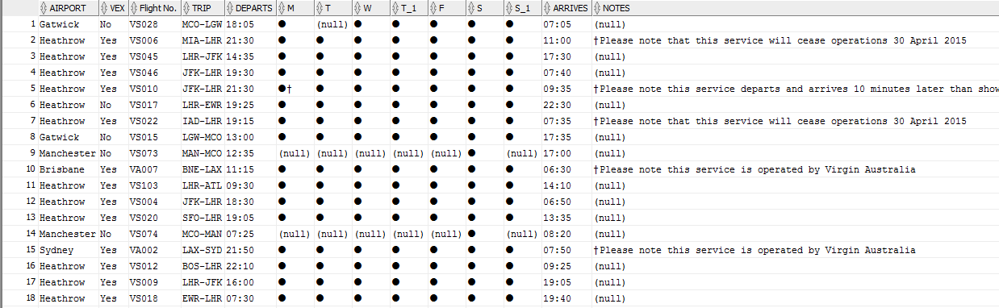 AIRPORT VEX Flight No. TRIP DEPARTS M T W T_1 F S S_1 ARRIVES NOTES
1 Gatwick No VS028 MCO-LGW 18:05 ● (null) ● ● ● ● ● 07:05 (null)
2 Heathrow Yes VS006 MIA-LHR 21:30 ● ● ● ● ● ● ● 11:00 †Please note that this service will cease operations 30 April 2015
3 Heathrow Yes VS045 LHR-JFK 14:35 ● ● ● ● ● ● ● 17:30 (null)
4 Heathrow Yes VS046 JFK-LHR 19:30 ● ● ● ● ● ● ● 07:40 (null)
5 Heathrow Yes VS010 JFK-LHR 21:30 ●† ● ● ● ● ● ● 09:35 †Please note this service departs and arrives 10 minutes later than show
6 Heathrow No VS017 LHR-EWR 19:25 ● ● ● ● ● ● ● 22:30 (null)
7 Heathrow Yes VS022 IAD-LHR 19:15 ● ● ● ● ● ● ● 07:35 †Please note that this service will cease operations 30 April 2015
8 Gatwick No VS015 LGW-MCO 13:00 ● ● ● ● ● ● ● 17:35 (null)
9 Manchester No VS073 MAN-MCO 12:35 (null) (null) (null) (null) (null) ● (null) 17:00 (null)
10 Brisbane Yes VA007 BNE-LAX 11:15 ● ● ● ● ● ● ● 06:30 †Please note this service is operated by Virgin Australia
11 Heathrow Yes VS103 LHR-ATL 09:30 ● ● ● ● ● ● ● 14:10 (null)
12 Heathrow Yes VS004 JFK-LHR 18:30 ● ● ● ● ● ● ● 06:50 (null)
13 Heathrow Yes VS020 SFO-LHR 19:05 ● ● ● ● ● ● ● 13:35 (null)
14 Manchester No VS074 MCO-MAN 07:25 (null) (null) (null) (null) (null) ● (null) 08:20 (null)
15 Sydney Yes VA002 LAX-SYD 21:50 ● ● ● ● ● ● ● 07:50 †Please note this service is operated by Virgin Australia
16 Heathrow Yes VS012 BOS-LHR 22:10 ● ● ● ● ● ● ● 09:25 (null)
17 Heathrow Yes VS009 LHR-JFK 16:00 ● ● ● ● ● ● ● 19:05 (null)
18 Heathrow Yes VS018 EWR-LHR 07:30 ● ● ● ● ● ● ● 19:40 (null)